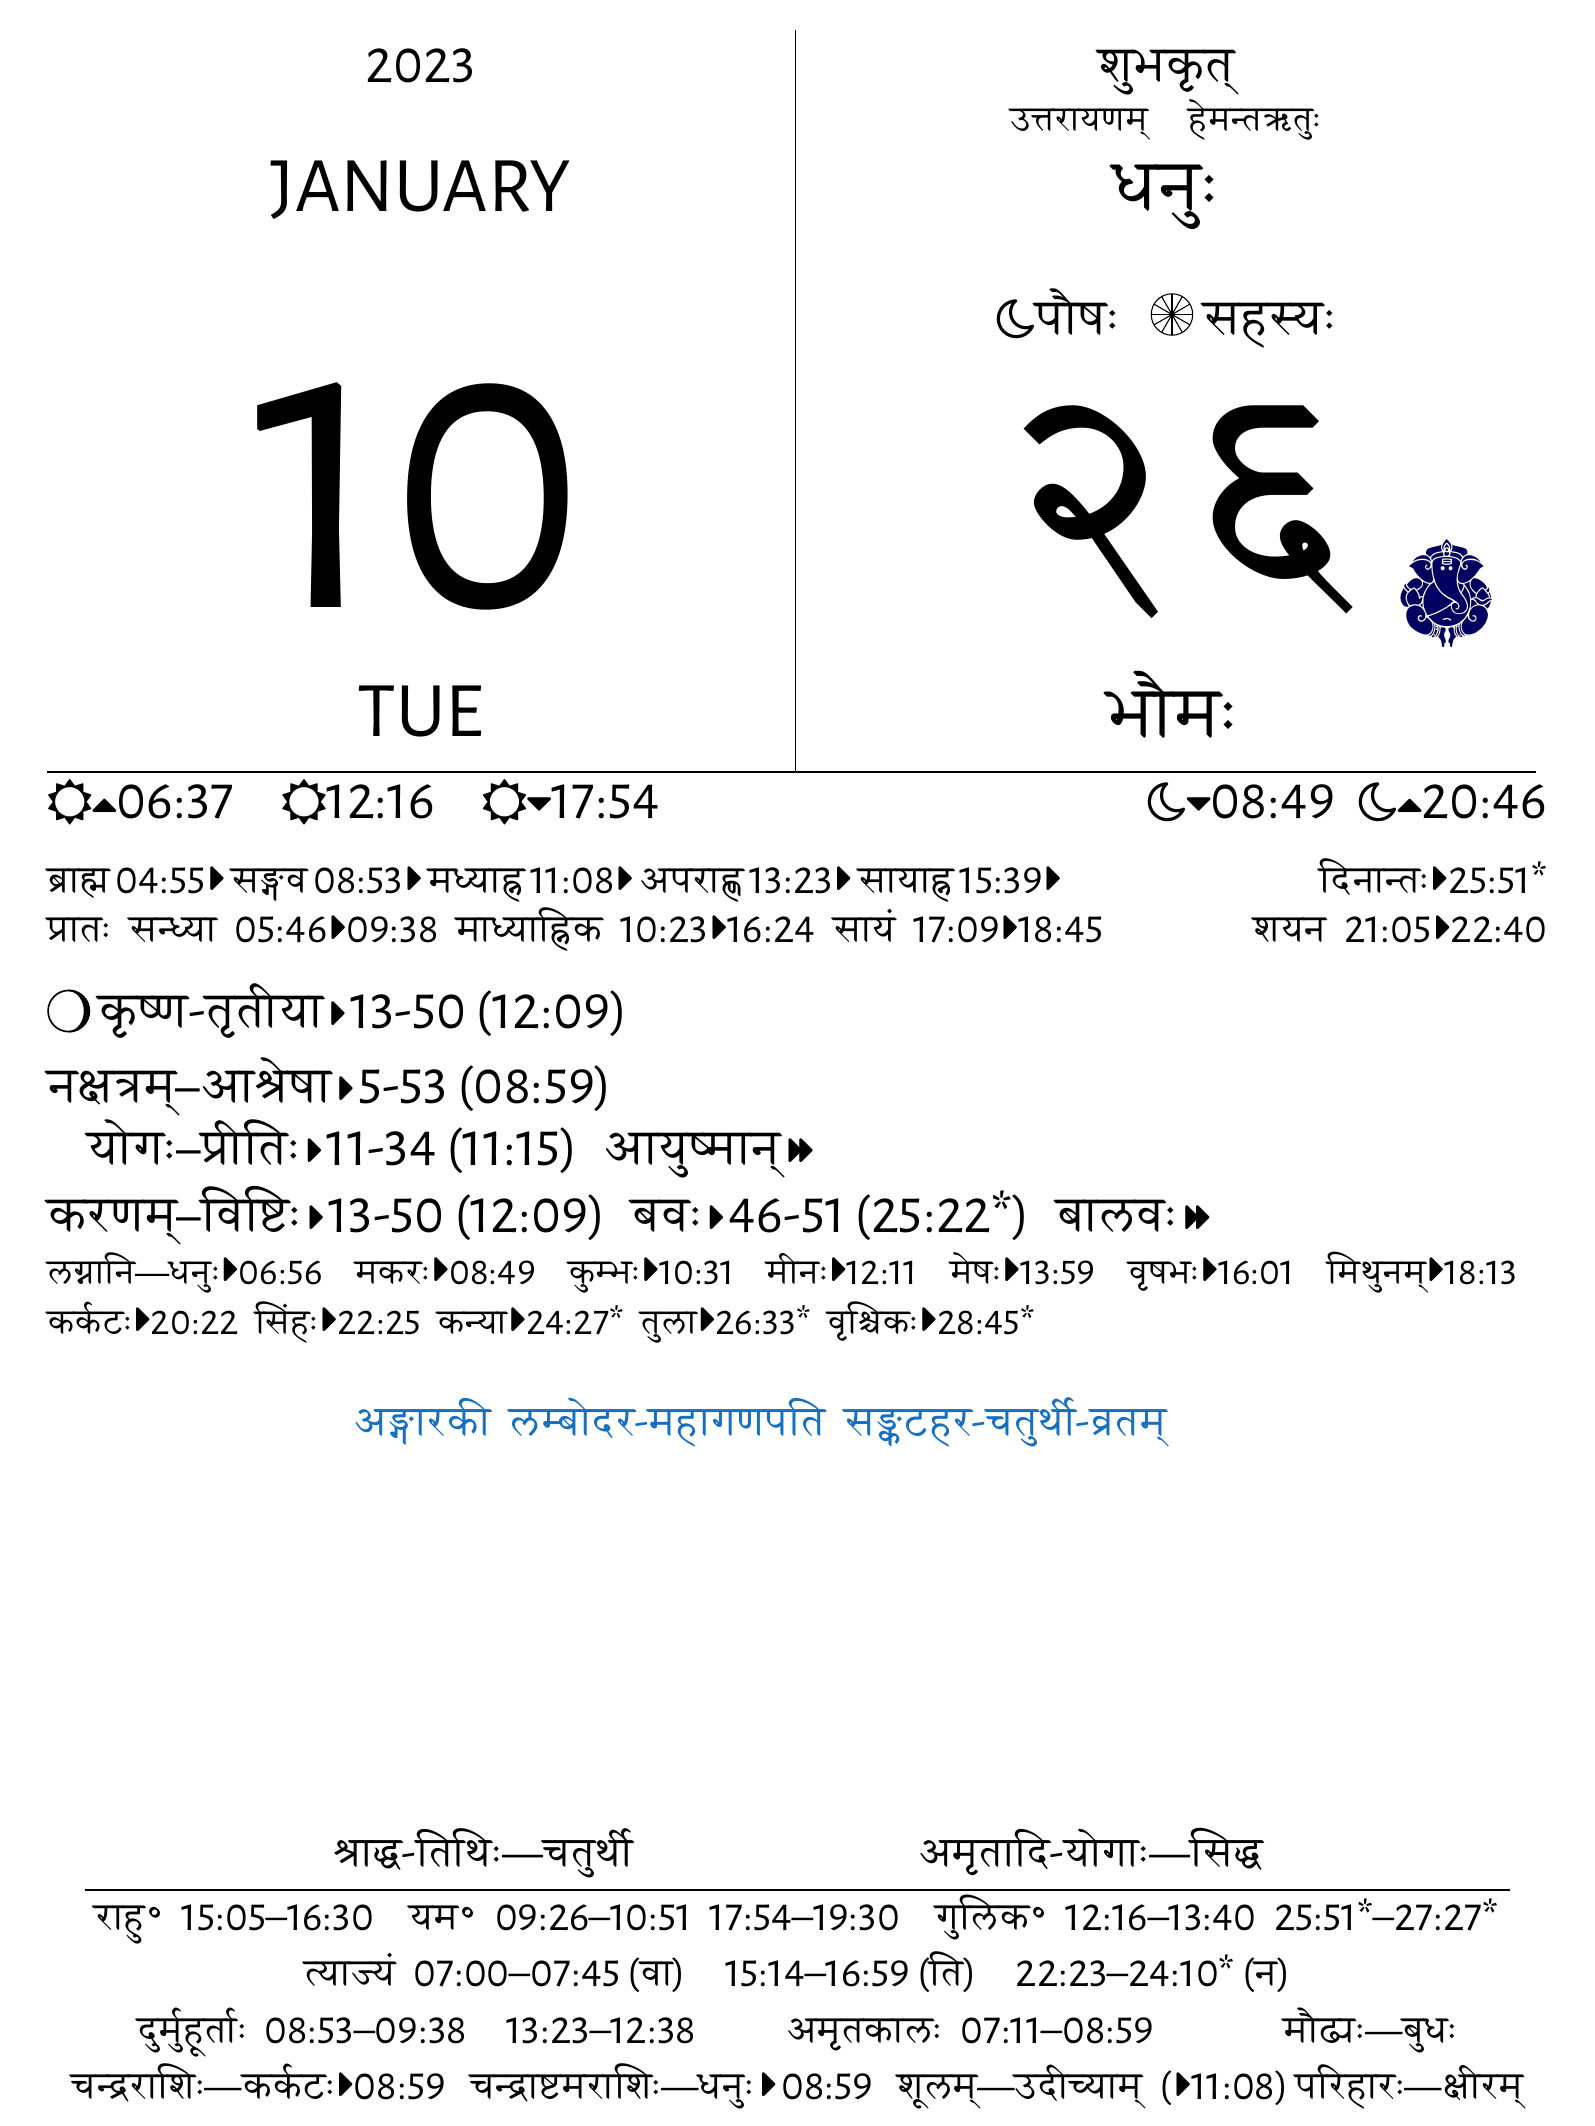 2023
JANUARY
10
TUE
शुभकृत्
उत्तरायणम् हेमन्तऋतुः
धनुः
पौषः सहस्यः
२६
भौमः
06:37 12:16 17:54 08:49 20:46
ब्राह्म 04:55 सङ्गव 08:53 मध्याह्न 11:08 अपराह्ण 13:23 सायाह्न 15:39 दिनान्तः 25:51*
प्रातः सन्ध्या 05:46 09:38 माध्याह्निक 10:23 16:24 सायं 17:09 18:45 शयन 21:05 22:40
कृष्ण-तृतीया 13-50 (12:09)
नक्षत्रम्–आश्रेषा 5-53 (08:59)
योगः–प्रीतिः 11-34 (11:15) आयुष्मान्
करणम्–विष्टिः 13-50 (12:09) बवः 46-51 (25:22*) बालवः
लग्नानि—धनुः 06:56 मकरः 08:49 कुम्भः 10:31 मीनः 12:11 मेषः 13:59 वृषभः 16:01 मिथुनम् 18:13
कर्कटः 20:22 सिंहः 22:25 कन्या 24:27* तुला 26:33* वृश्चिकः 28:45*
अङ्गारकी लम्बोदर-महागणपति सङ्कटहर-चतुर्थी-व्रतम्
श्राद्ध-तिथिः—चतुर्थी अमृतादि-योगाः—सिद्ध
राहु° 15:05–16:30 यम° 09:26–10:51 17:54–19:30 गुलिक° 12:16–13:40 25:51*–27:27*
त्याज्यं 07:00–07:45 (वा) 15:14–16:59 (ति) 22:23–24:10* (न)
दुर्मुहूर्ताः 08:53–09:38 13:23–12:38 अमृतकालः 07:11–08:59 मौढ्यः—बुधः
चन्द्रराशिः—कर्कटः 08:59 चन्द्राष्टमराशिः—धनुः 08:59 शूलम्—उदीच्याम् (11:08) परिहारः—क्षीरम्